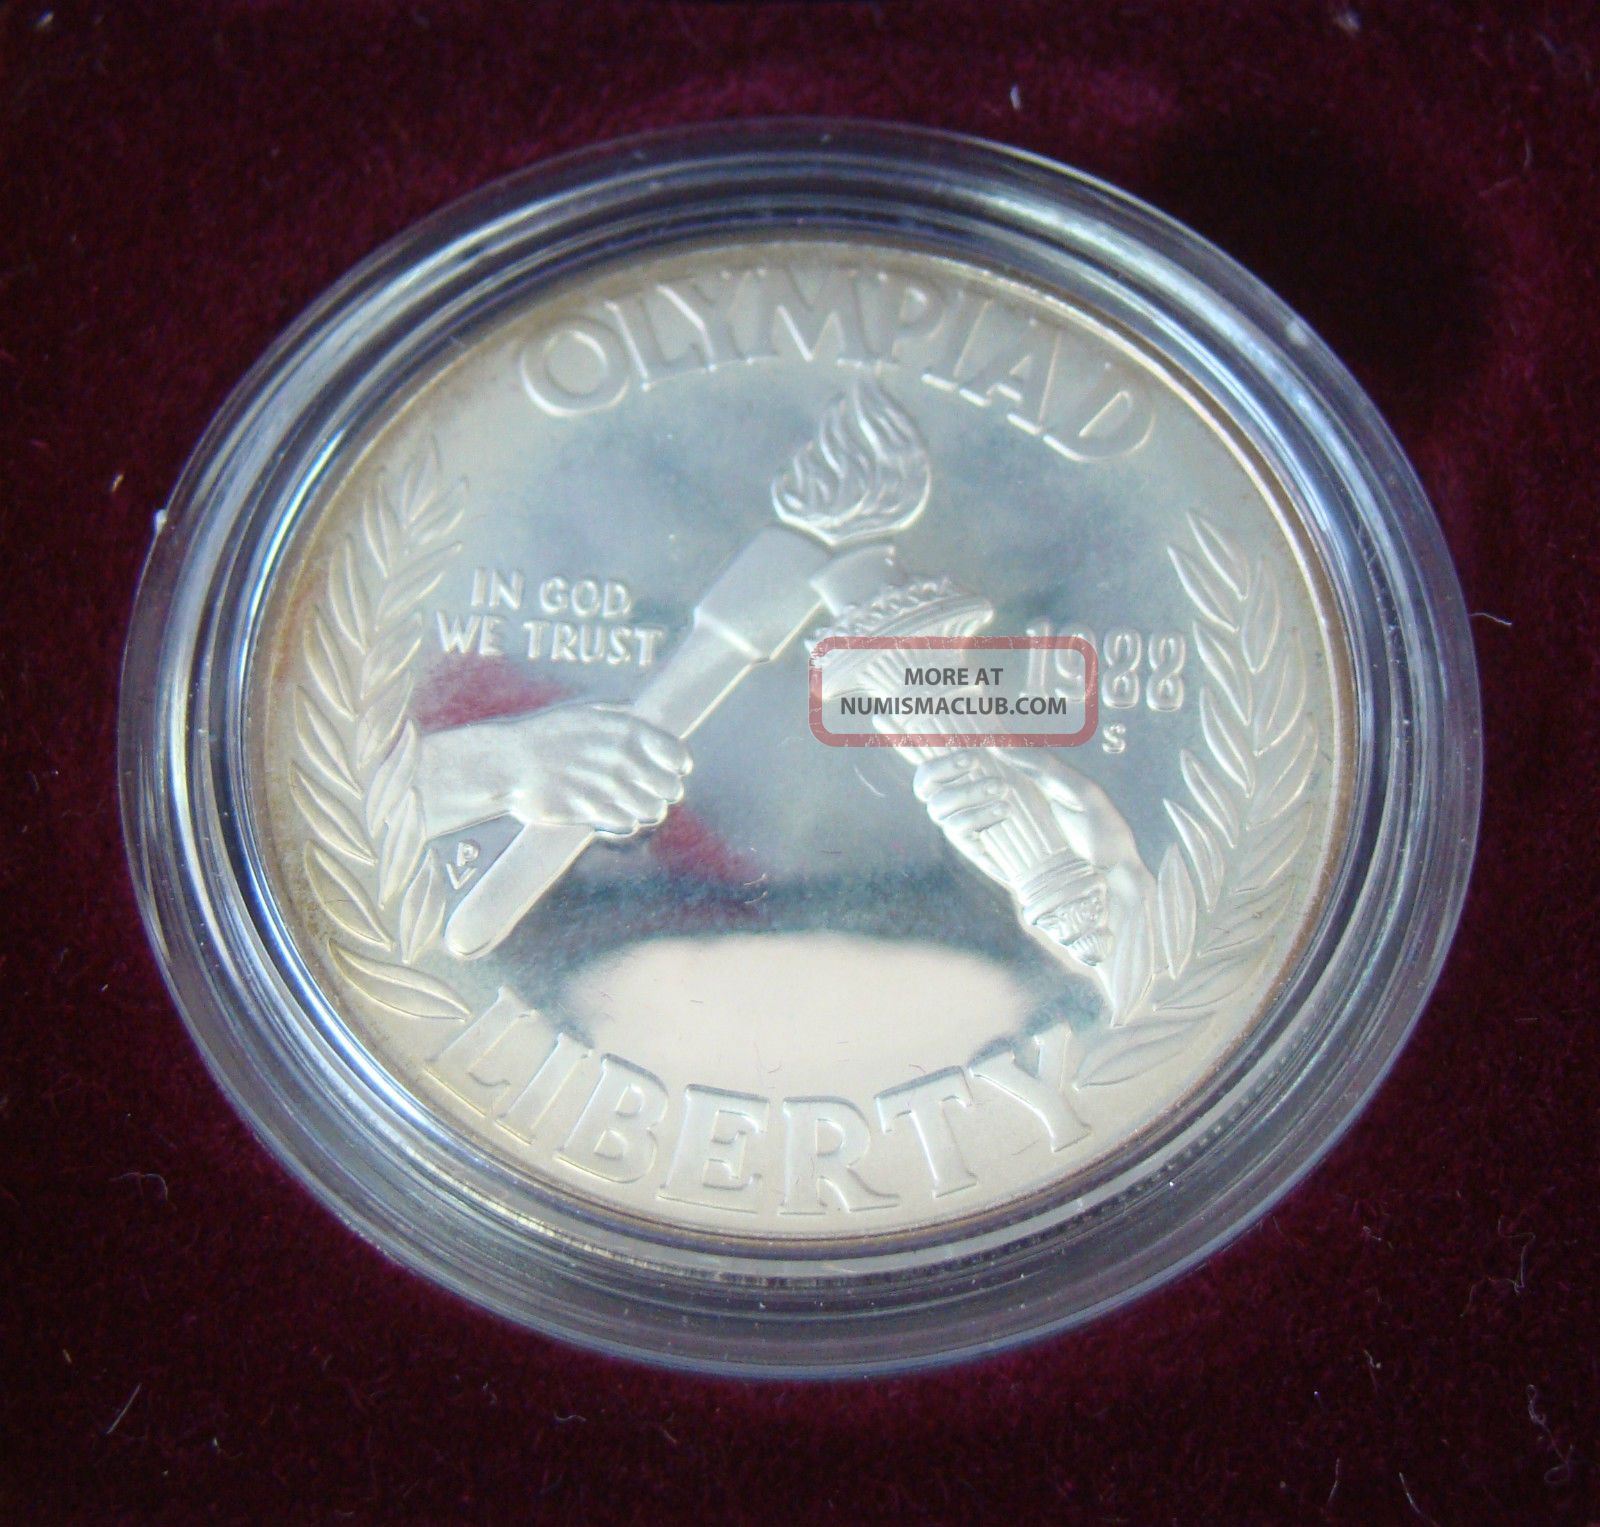 OLYMPIAD
IN GOD
WE TRUST
1988
S
MORE AT
NUMISMACLUB.COM
P
LIBERTY